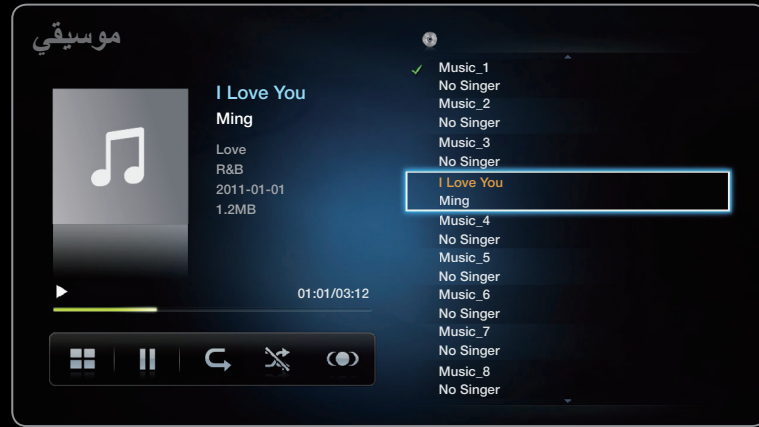 موسيقي
I Love You
Ming
Love
R&B
2011-01-01
1.2MB
01:01/03:12
Music_1
No Singer
Music_2
No Singer
Music_3
No Singer
I Love You
Ming
Music_4
No Singer
Music_5
No Singer
Music_6
No Singer
Music_7
No Singer
Music_8
No Singer